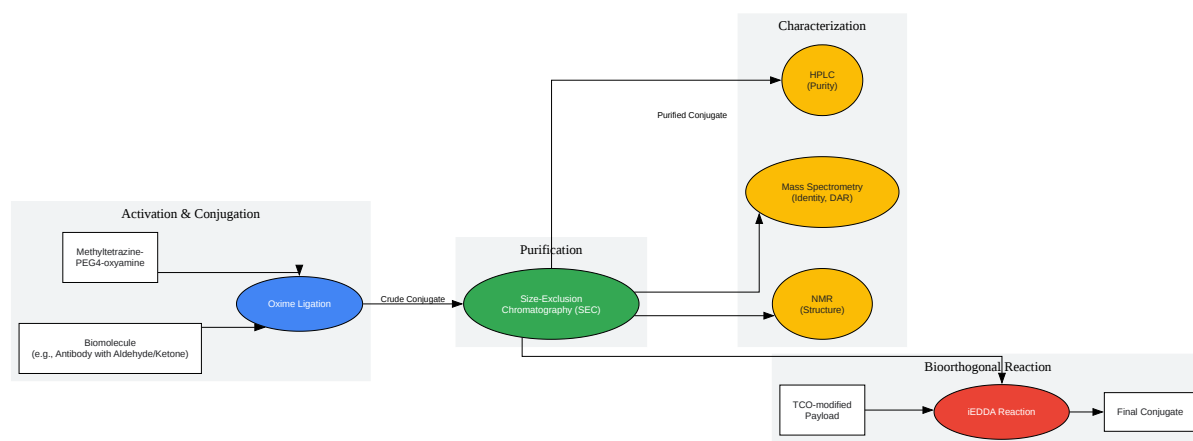 Characterization
HPLC
(Purity)
Purified Conjugate
Mass Spectrometry
(Identity, DAR)
Activation & Conjugation
Methyltetrazine-
PEG4-oxyamine
Purification
Oxime Ligation
Crude Conjugate
Size-Exclusion
Chromatography (SEC)
NMR
(Structure)
Biomolecule
(e.g., Antibody with Aldehyde/Ketone)
Bioorthogonal Reaction
TCO-modified
Payload
iEDDA Reaction
Final Conjugate